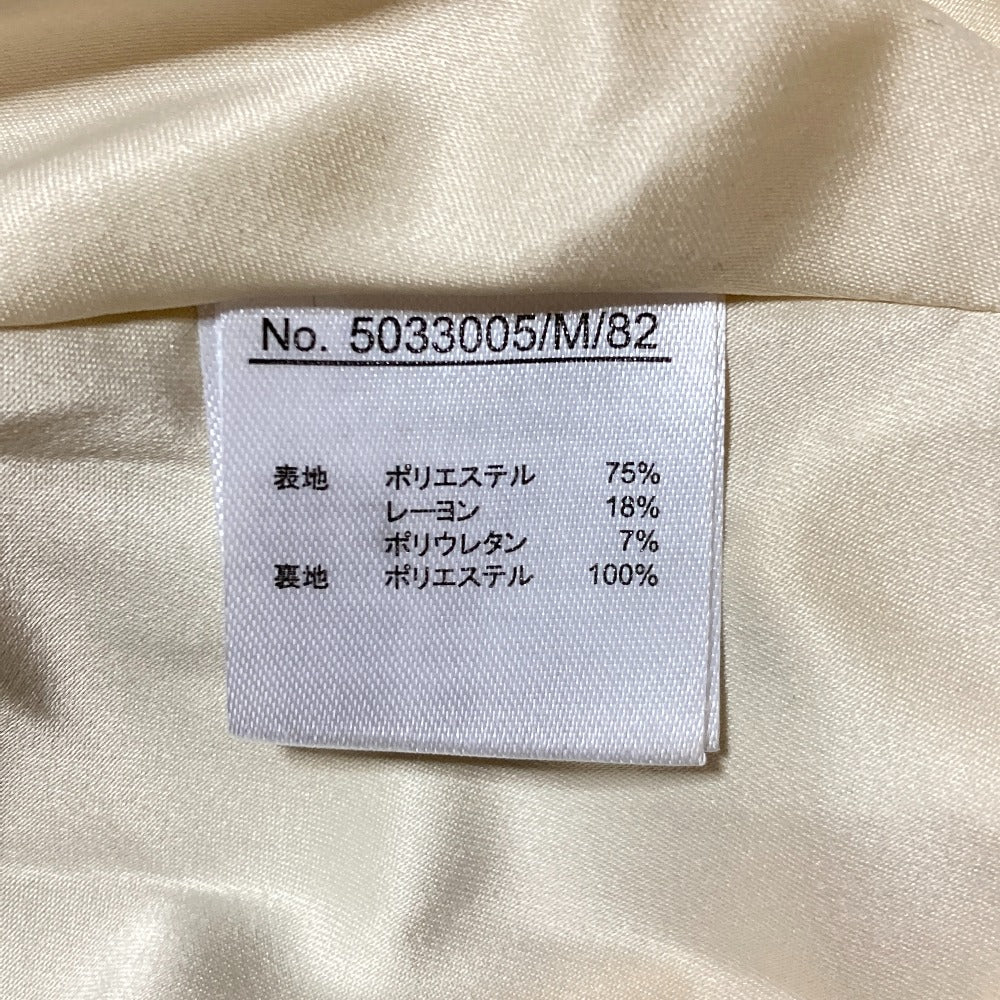 No. 5033005/M/82
表地 ポリエステル 75%
レーヨン 18%
ポリウレタン 7%
裏地 ポリエステル 100%